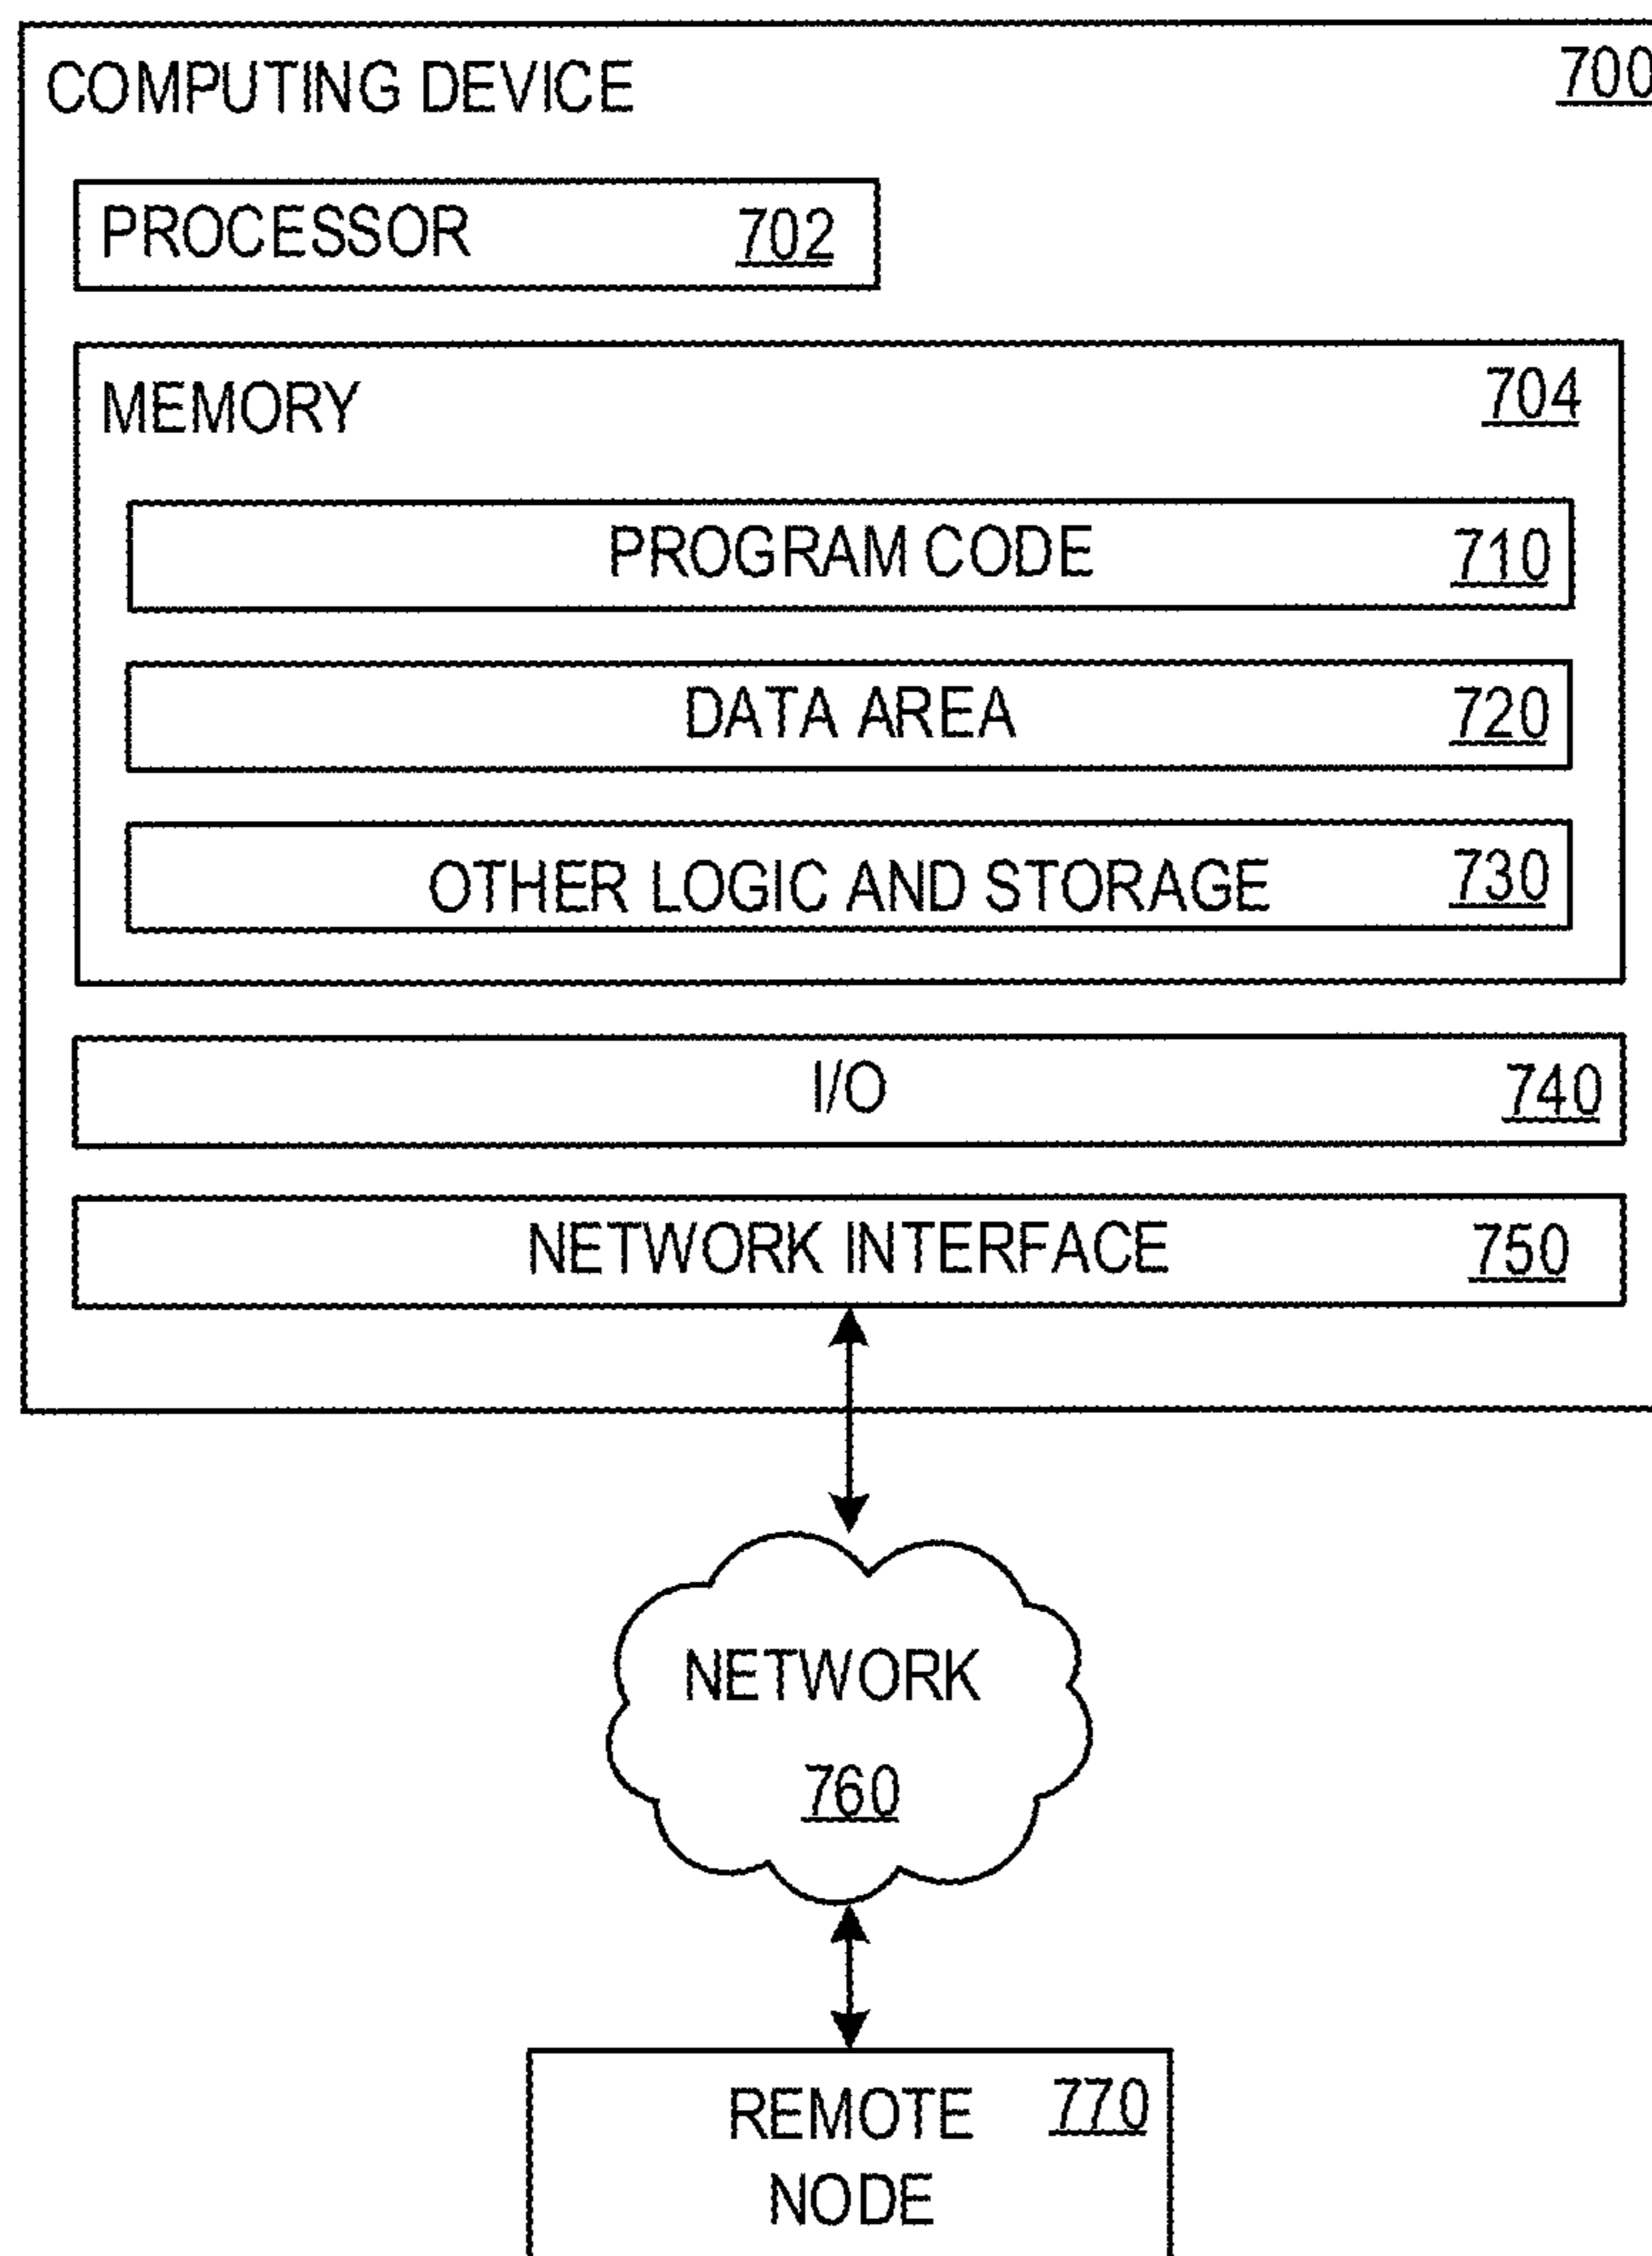 COMPUTING DEVICE 700
PROCESSOR 702
MEMORY 704
PROGRAM CODE 710
DATA AREA 720
OTHER LOGIC AND STORAGE 730
I/O 740
NETWORK INTERFACE 750
NETWORK
760
REMOTE 770
NODE